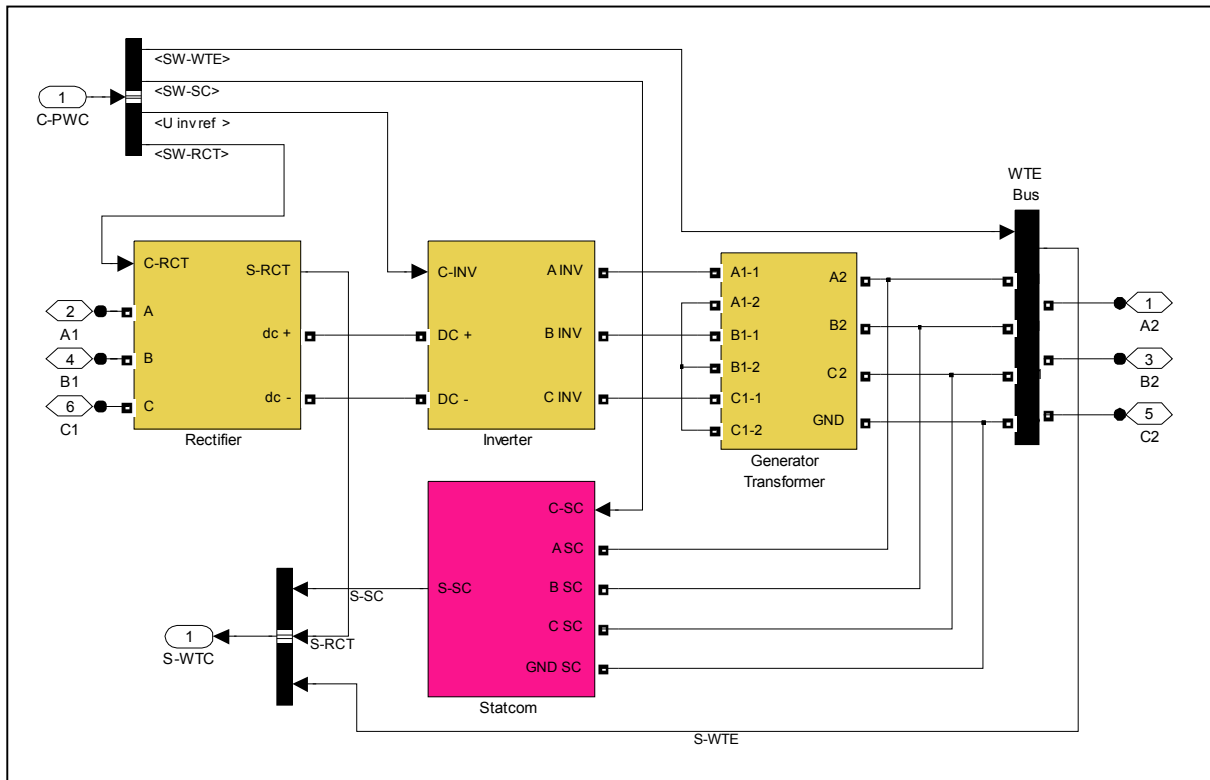 <SW-WTE>
<SW-SC>
1
C-PWC
<U inv ref >
<SW-RCT>
WTE
Bus
C-RCT
S-RCT
A
B
C
dc +
dc -
Rectifier
2
A1
4
B1
6
C1
C-INV
DC +
DC -
A INV
B INV
C INV
Inverter
A1-1
A1-2
B1-1
B1-2
C1-1
C1-2
A2
B2
C2
GND
Generator
Transformer
1
A2
3
B2
5
C2
C-SC
A SC
B SC
C SC
GND SC
S-SC
Statcom
S-SC
S-RCT
1
S-WTC
S-WTE